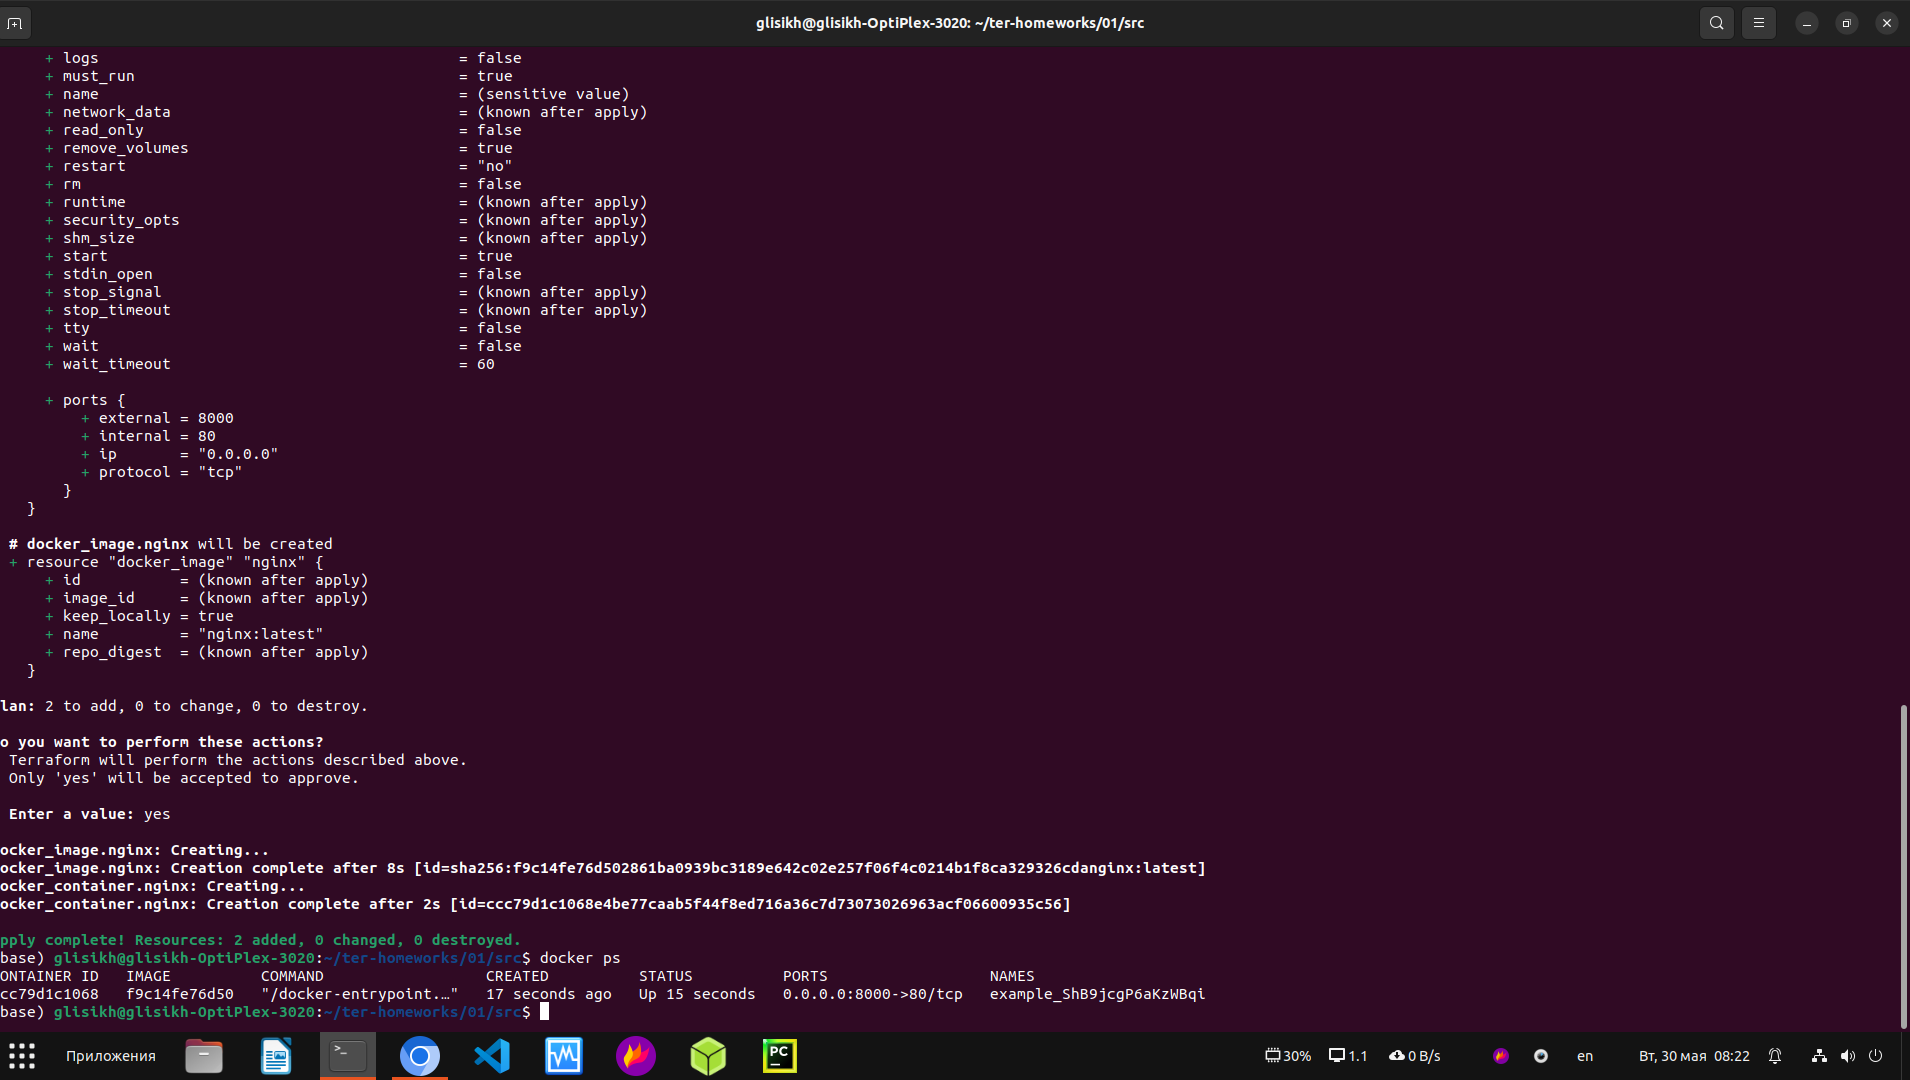 glisikh@glisikh-OptiPlex-3020: ~/ter-homeworks/01/src
+ logs = false
+ must_run = true
+ name = (sensitive value)
+ network_data = (known after apply)
+ read_only = false
+ remove_volumes = true
+ restart = "no"
+ rm = false
+ runtime = (known after apply)
+ security_opts = (known after apply)
+ shm_size = (known after apply)
+ start = true
+ stdin_open = false
+ stop_signal = (known after apply)
+ stop_timeout = (known after apply)
+ tty = false
+ wait = false
+ wait_timeout = 60
+ ports {
+ external = 8000
+ internal = 80
+ ip = "0.0.0.0"
+ protocol = "tcp"
}
}
# docker_image.nginx will be created
+ resource "docker_image" "nginx" {
+ id = (known after apply)
+ image_id = (known after apply)
+ keep_locally = true
+ name = "nginx:latest"
+ repo_digest = (known after apply)
}
lan: 2 to add, 0 to change, 0 to destroy.
o you want to perform these actions?
Terraform will perform the actions described above.
Only 'yes' will be accepted to approve.
Enter a value: yes
ocker_image.nginx: Creating...
ocker_image.nginx: Creation complete after 8s [id=sha256:f9c14fe76d502861ba0939bc3189e642c02e257f06f4c0214b1f8ca329326cdanginx:latest]
ocker_container.nginx: Creating...
ocker_container.nginx: Creation complete after 2s [id=ccc79d1c1068e4be77caab5f44f8ed716a36c7d73073026963acf06600935c56]
pply complete! Resources: 2 added, 0 changed, 0 destroyed.
base) glisikh@glisikh-OptiPlex-3020:~/ter-homeworks/01/src$ docker ps
ONTAINER ID IMAGE COMMAND CREATED STATUS PORTS NAMES
cc79d1c1068 f9c14fe76d50 "/docker-entrypoint.…" 17 seconds ago Up 15 seconds 0.0.0.0:8000->80/tcp example_ShB9jcgP6aKzWBqi
base) glisikh@glisikh-OptiPlex-3020:~/ter-homeworks/01/src$
Приложения >_ PC 30% 1.1 0 B/s en Вт, 30 мая 08:22